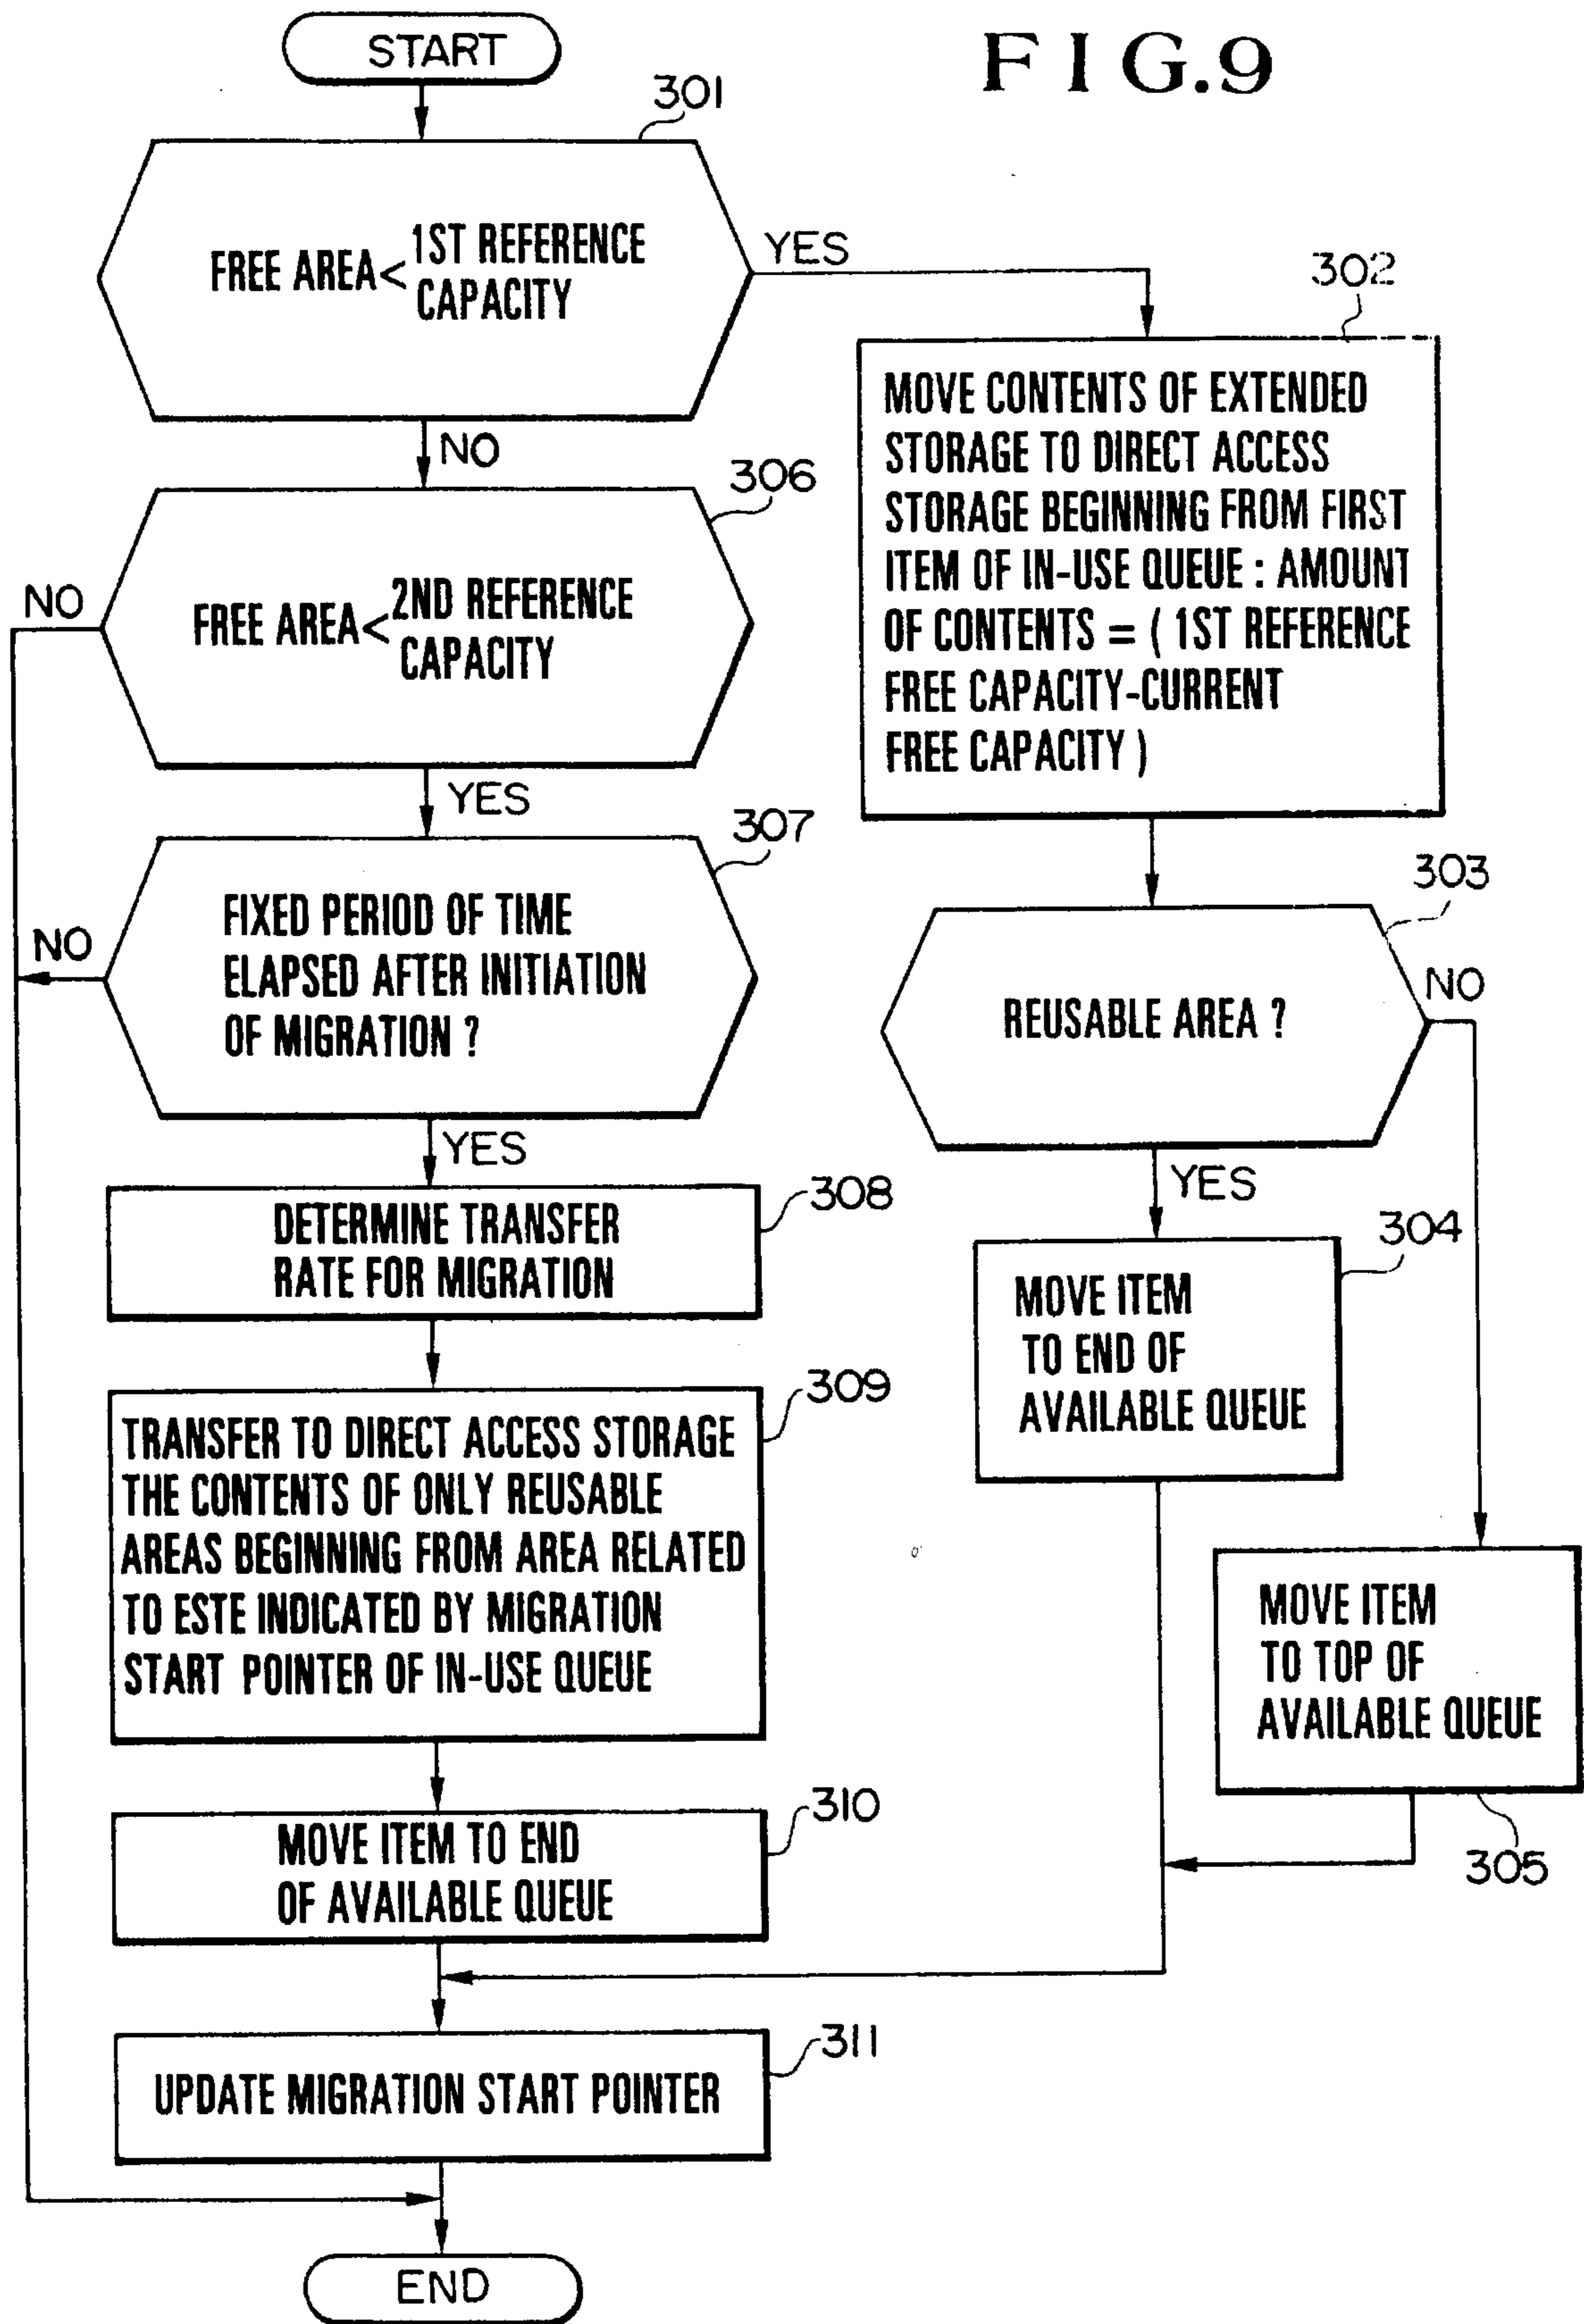 FIG.9
START
301
FREE AREA < 1ST REFERENCE
CAPACITY
YES
NO
302
MOVE CONTENTS OF EXTENDED
STORAGE TO DIRECT ACCESS
STORAGE BEGINNING FROM FIRST
ITEM OF IN-USE QUEUE : AMOUNT
OF CONTENTS = ( 1ST REFERENCE
FREE CAPACITY-CURRENT
FREE CAPACITY )
306
FREE AREA < 2ND REFERENCE
CAPACITY
NO
YES
307
FIXED PERIOD OF TIME
ELAPSED AFTER INITIATION
OF MIGRATION ?
NO
YES
303
REUSABLE AREA ?
NO
YES
308
DETERMINE TRANSFER
RATE FOR MIGRATION
304
MOVE ITEM
TO END OF
AVAILABLE QUEUE
309
TRANSFER TO DIRECT ACCESS STORAGE
THE CONTENTS OF ONLY REUSABLE
AREAS BEGINNING FROM AREA RELATED
TO ESTE INDICATED BY MIGRATION
START POINTER OF IN-USE QUEUE
MOVE ITEM
TO TOP OF
AVAILABLE QUEUE
305
310
MOVE ITEM TO END
OF AVAILABLE QUEUE
311
UPDATE MIGRATION START POINTER
END